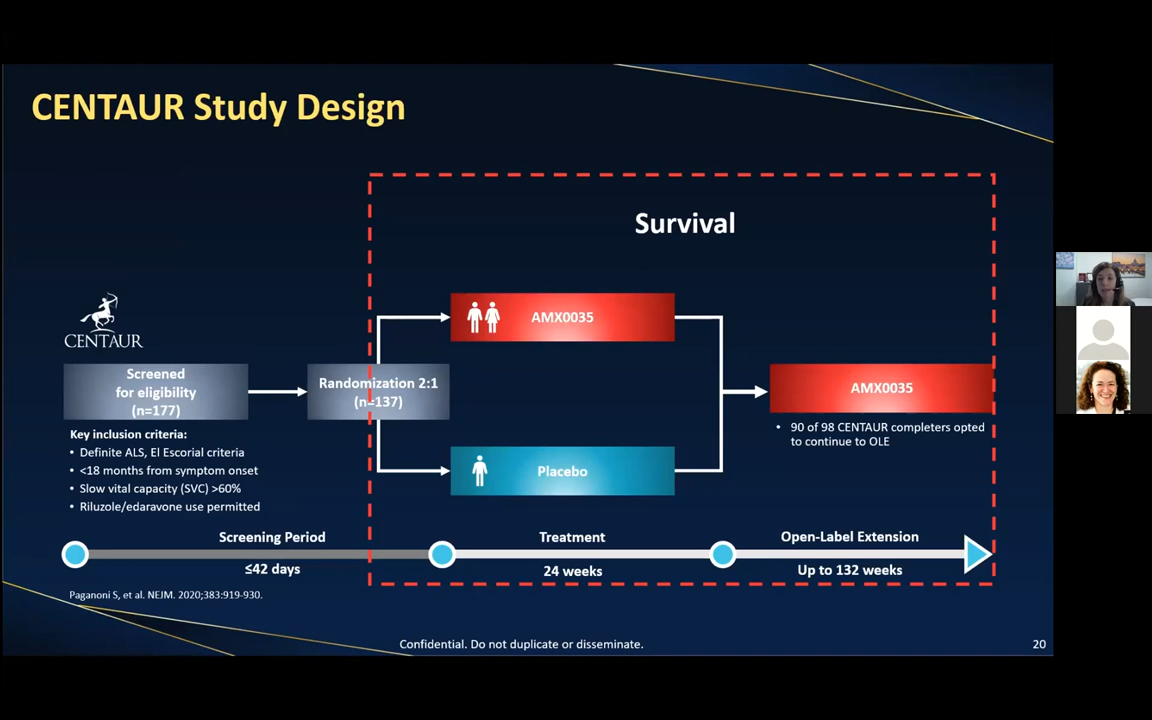 CENTAUR Study Design
Survival
CENTAUR
Screened
for eligibility
(n=177)
Randomization 2:1
(n=137)
AMX0035
Placebo
AMX0035
• 90 of 98 CENTAUR completers opted
to continue to OLE
Key inclusion criteria:
• Definite ALS, El Escorial criteria
• <18 months from symptom onset
• Slow vital capacity (SVC) >60%
• Riluzole/edaravone use permitted
Screening Period
≤42 days
Treatment
24 weeks
Open-Label Extension
Up to 132 weeks
Paganoni S, et al. NEJM. 2020;383:919-930.
Confidential. Do not duplicate or disseminate.
20